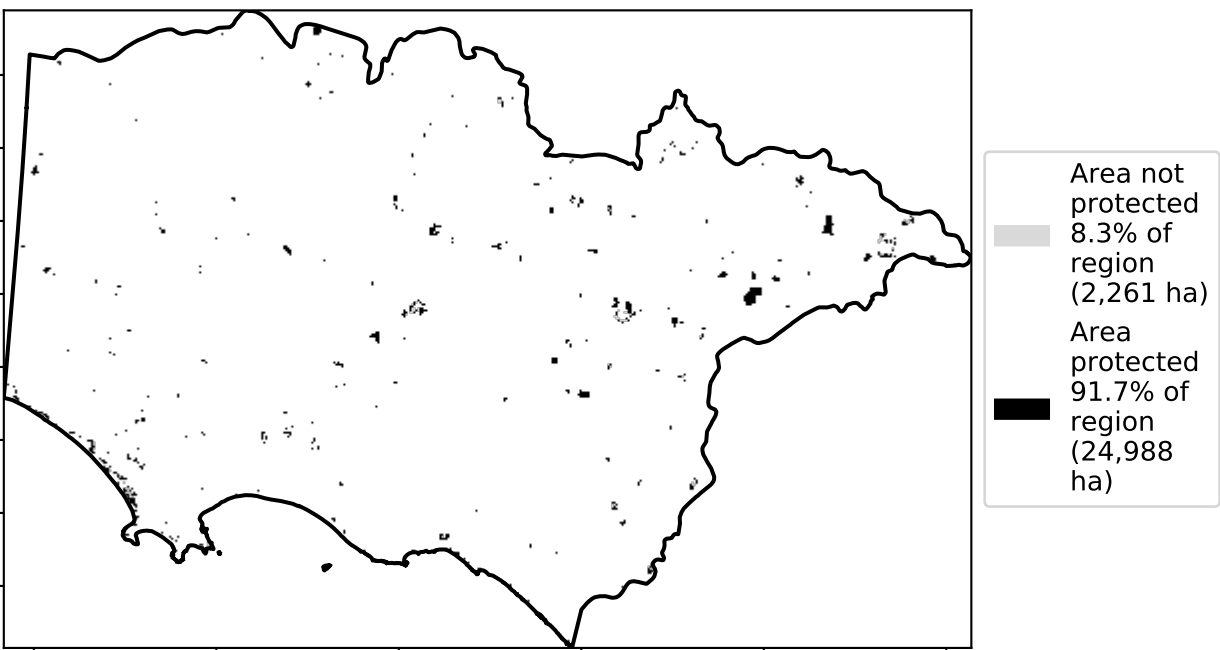 Area not
protected
8.3% of
region
(2,261 ha)
Area
protected
91.7% of
region
(24,988
ha)